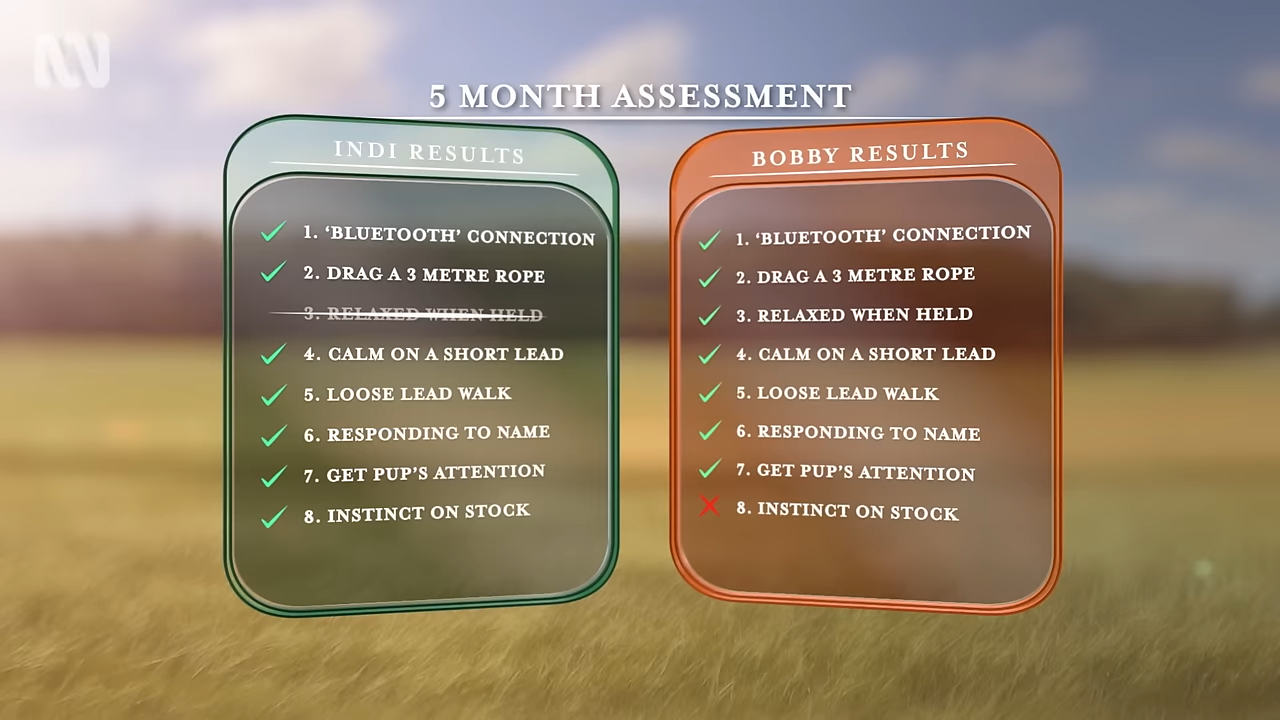 5 MONTH ASSESSMENT
INDI RESULTS
1. ‘BLUETOOTH’ CONNECTION
2. DRAG A 3 METRE ROPE
3. RELAXED WHEN HELD
4. CALM ON A SHORT LEAD
5. LOOSE LEAD WALK
6. RESPONDING TO NAME
7. GET PUP’S ATTENTION
8. INSTINCT ON STOCK
BOBBY RESULTS
1. ‘BLUETOOTH’ CONNECTION
2. DRAG A 3 METRE ROPE
3. RELAXED WHEN HELD
4. CALM ON A SHORT LEAD
5. LOOSE LEAD WALK
6. RESPONDING TO NAME
7. GET PUP’S ATTENTION
8. INSTINCT ON STOCK